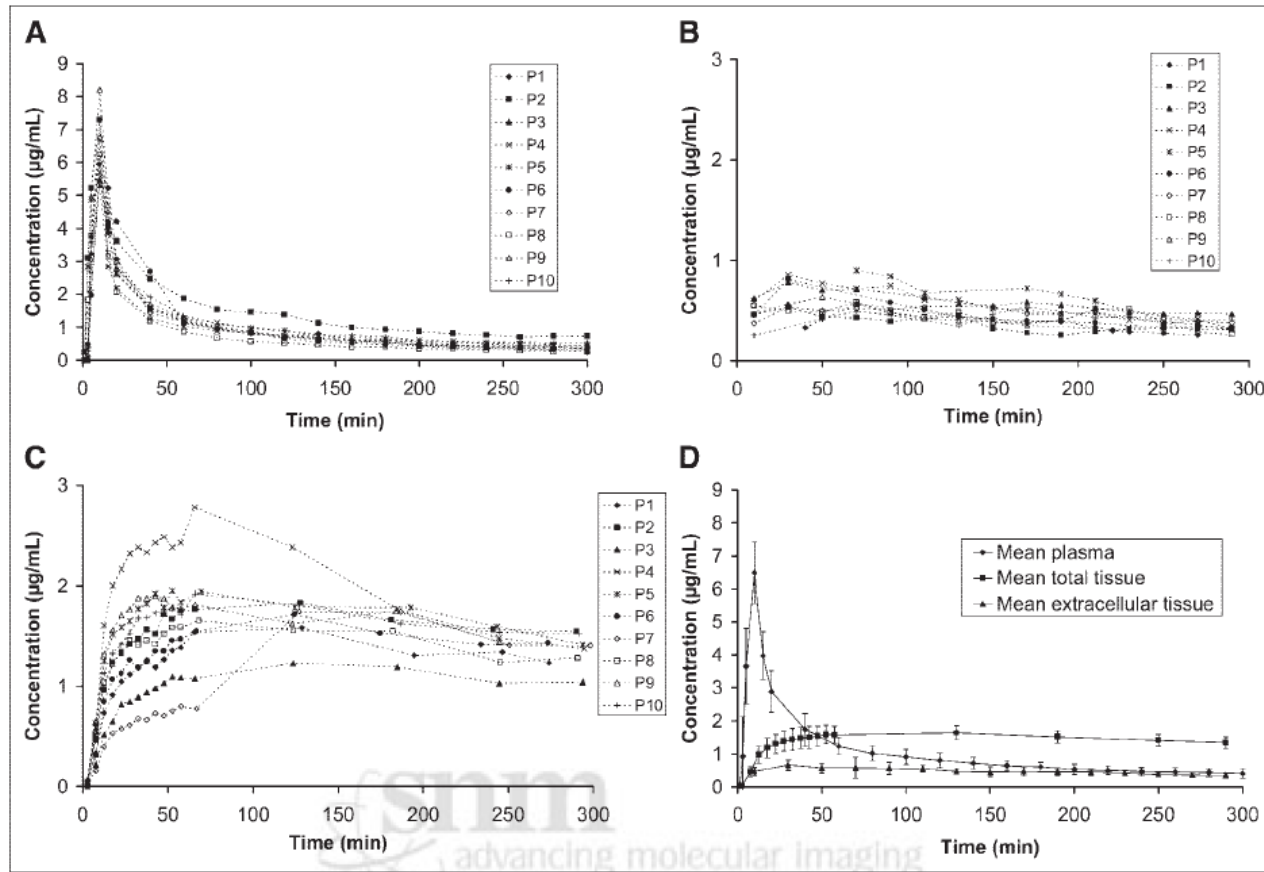 A
Concentration (µg/mL)
9
8
7
6
5
4
3
2
1
0
0 50 100 150 200 250 300
Time (min)
P1
P2
P3
P4
P5
P6
P7
P8
P9
P10
B
Concentration (µg/mL)
3
2
1
0
0 50 100 150 200 250 300
Time (min)
P1
P2
P3
P4
P5
P6
P7
P8
P9
P10
C
Concentration (µg/mL)
3
2
1
0
0 50 100 150 200 250 300
Time (min)
P1
P2
P3
P4
P5
P6
P7
P8
P9
P10
D
Concentration (µg/mL)
9
8
7
6
5
4
3
2
1
0
0 50 100 150 200 250 300
Time (min)
Mean plasma
Mean total tissue
Mean extracellular tissue
snm
advancing molecular imaging